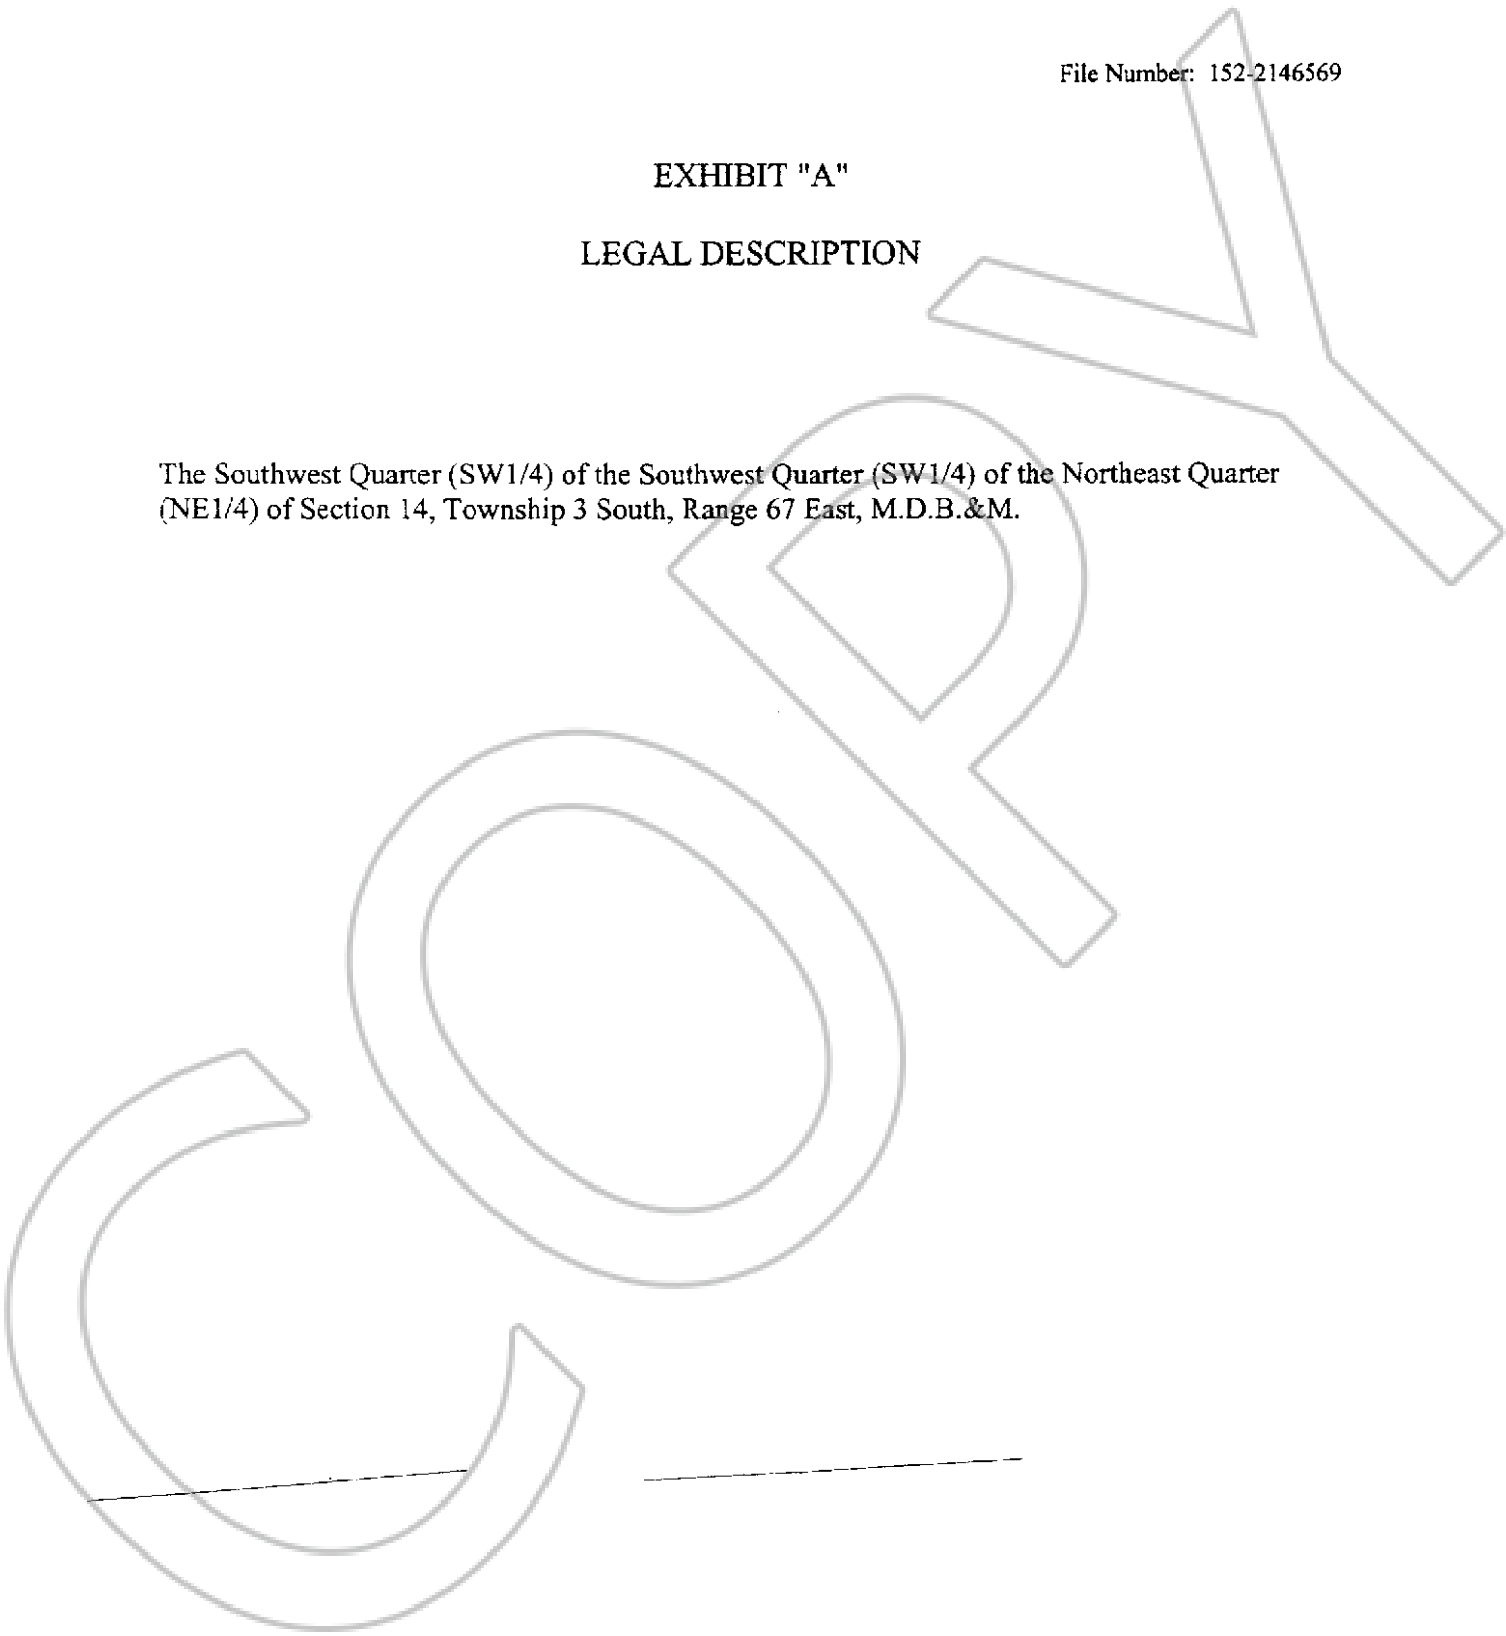 File Number: 152-2146569
EXHIBIT "A"
LEGAL DESCRIPTION
The Southwest Quarter (SW1/4) of the Southwest Quarter (SW1/4) of the Northeast Quarter
(NE1/4) of Section 14, Township 3 South, Range 67 East, M.D.B.&M.
COPY